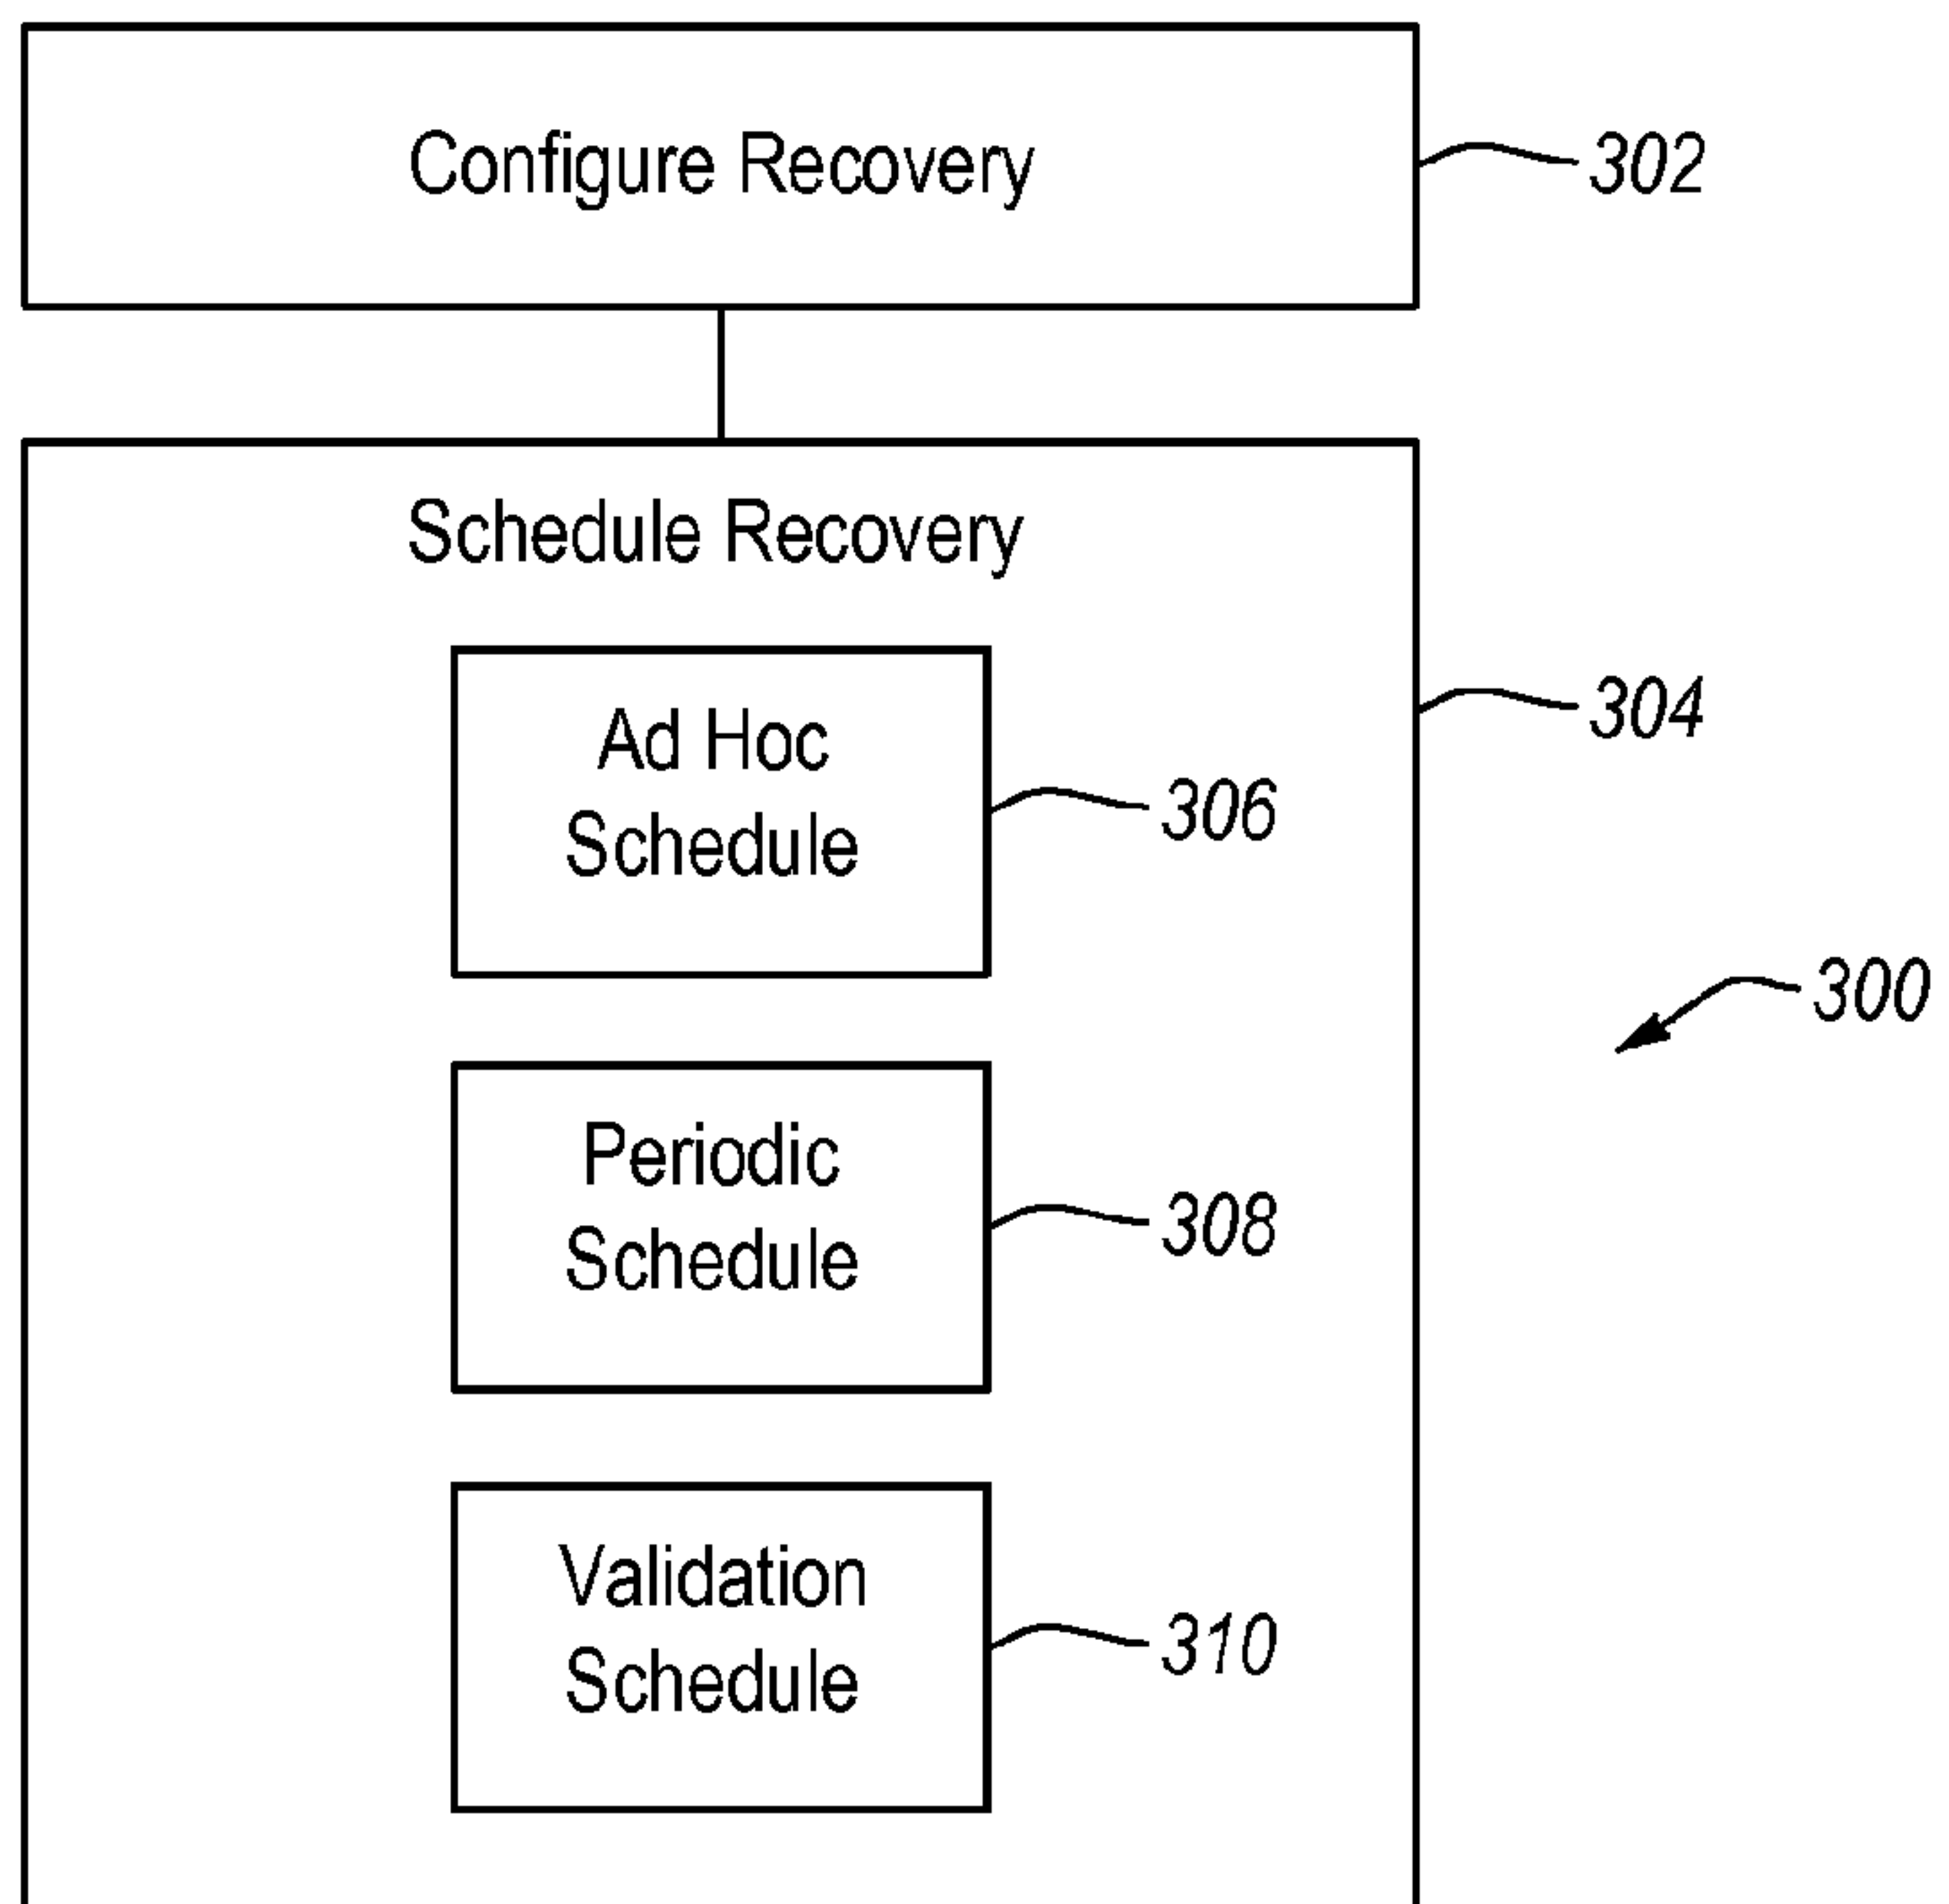 Configure Recovery
302
Schedule Recovery
304
Ad Hoc
Schedule
306
300
Periodic
Schedule
308
Validation
Schedule
310